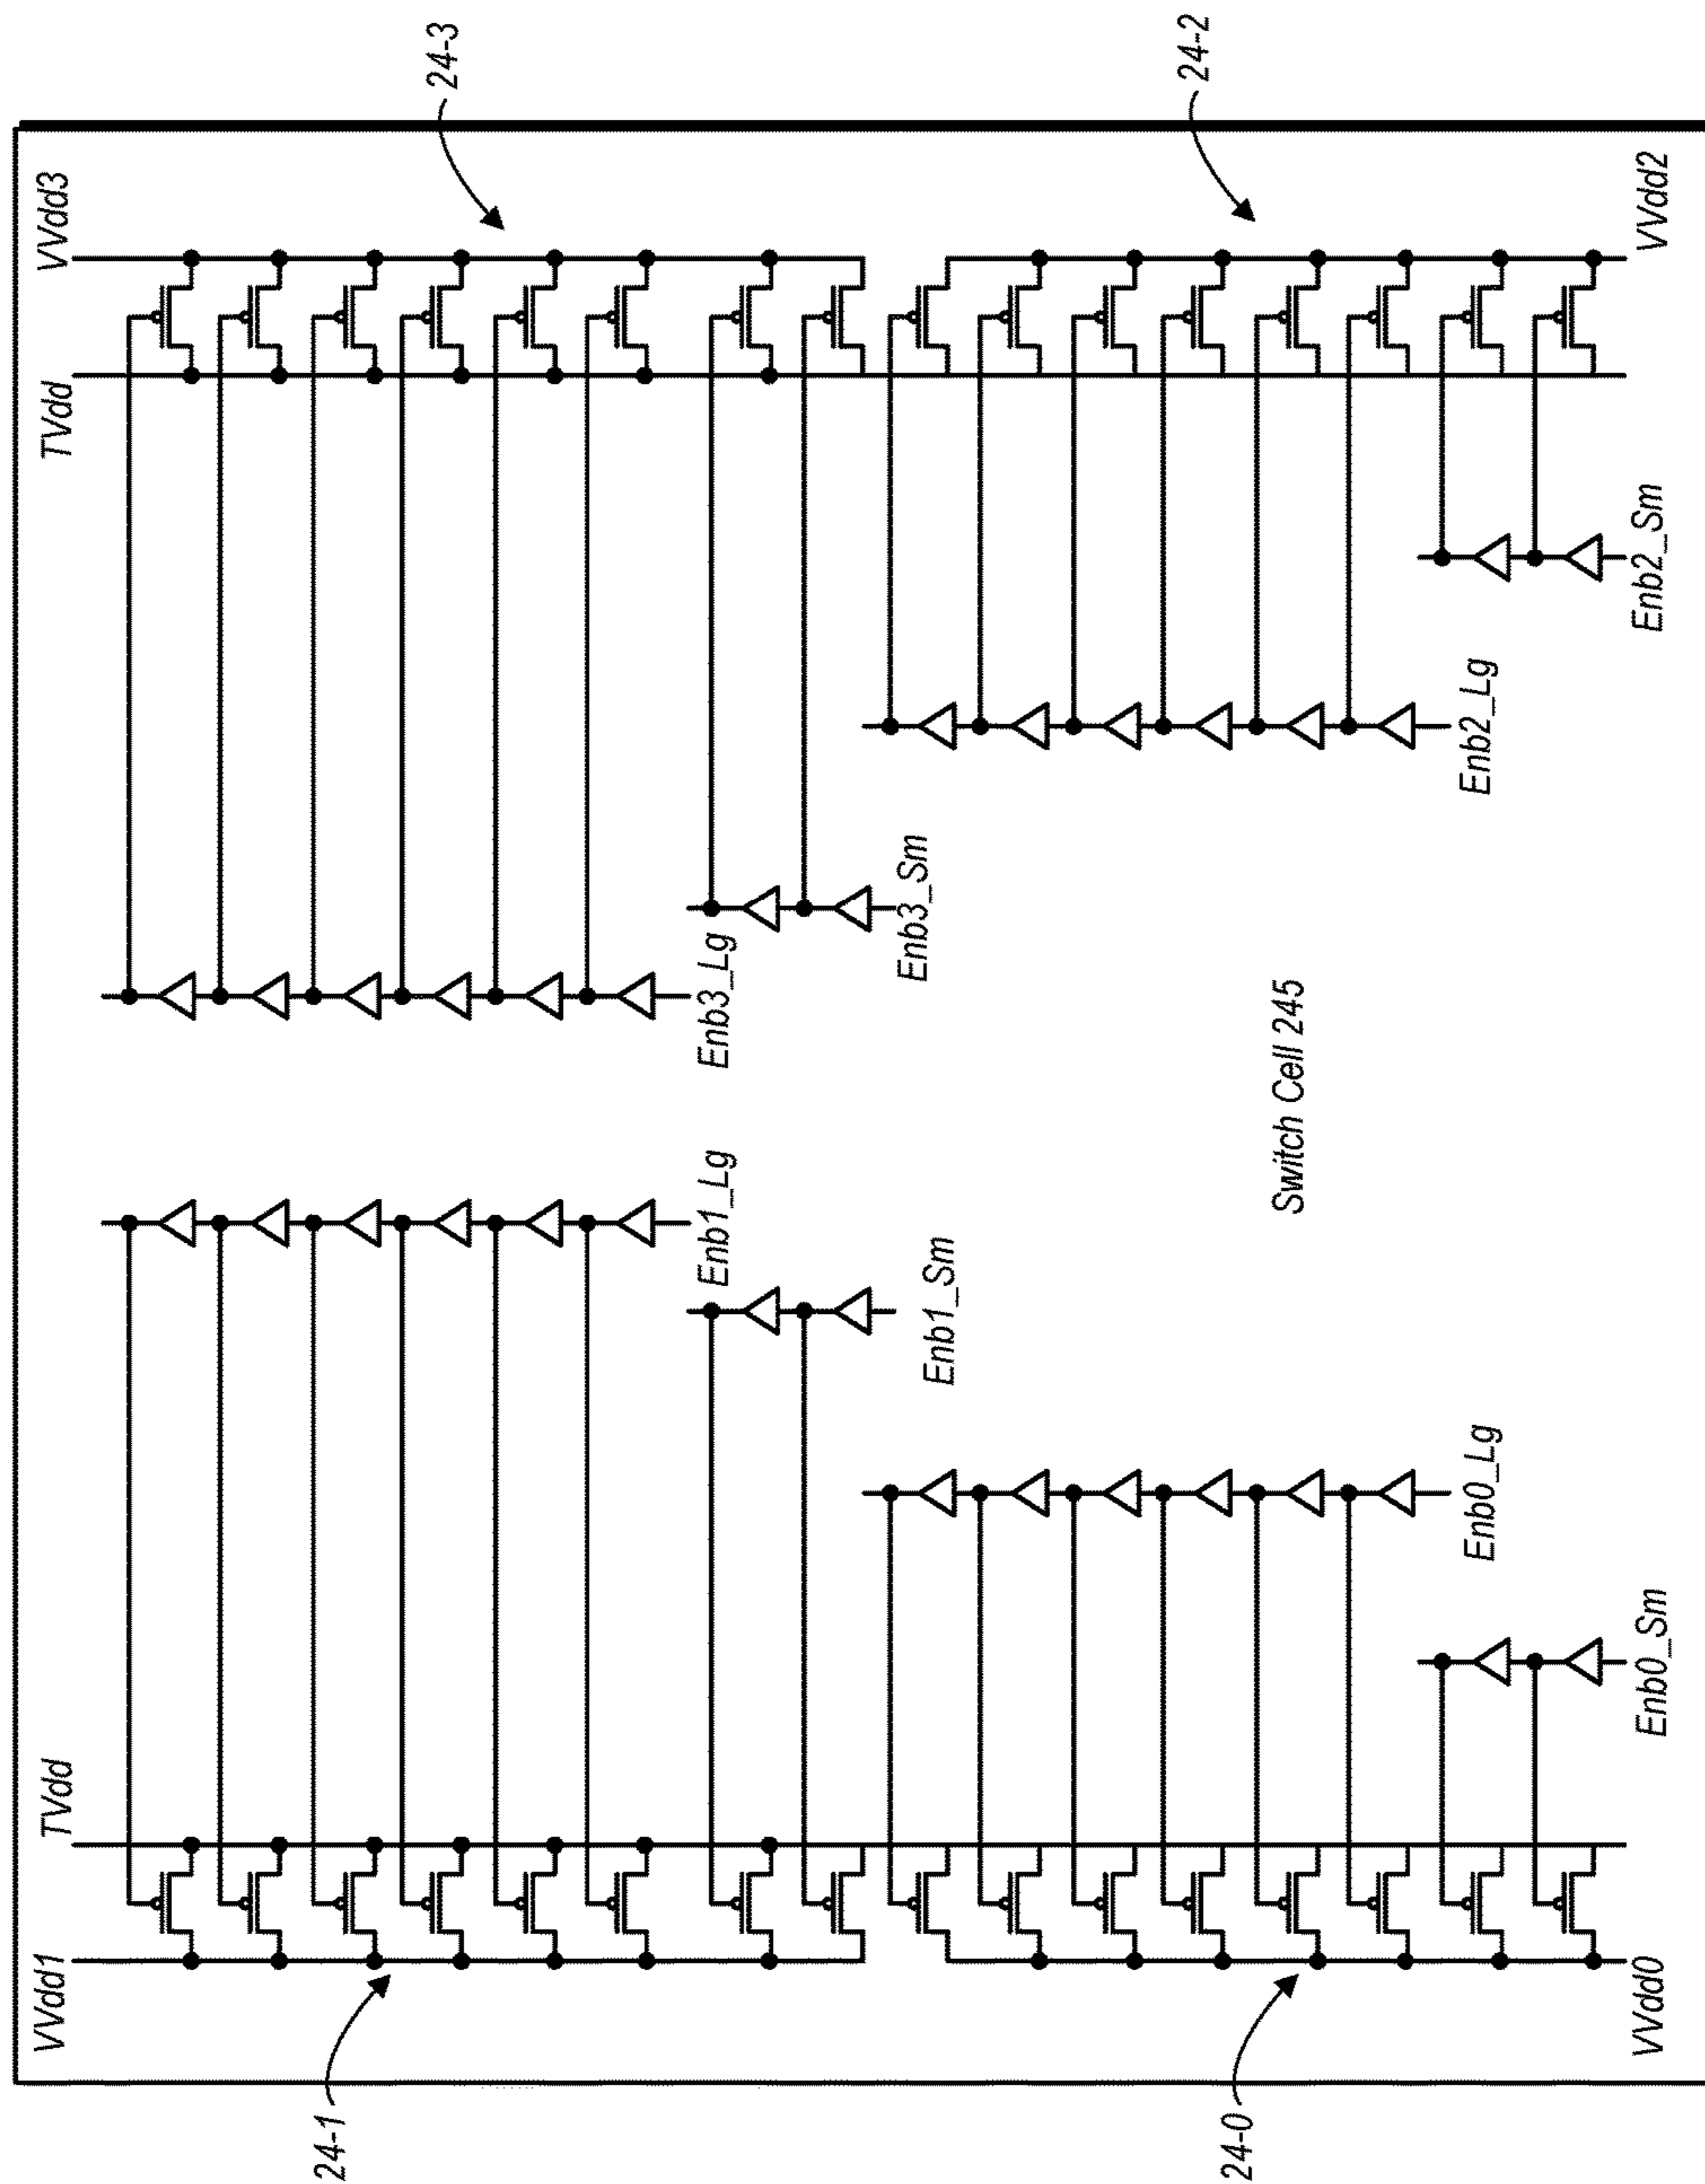 VVdd1
TVdd
TVdd
VVdd3
24-1
24-3
Enb1_Lg
Enb3_Lg
Enb1_Sm
Enb3_Sm
24-0
24-2
Switch Cell 245
Enb0_Lg
Enb2_Lg
VVdd0
Enb0_Sm
Enb2_Sm
VVdd2